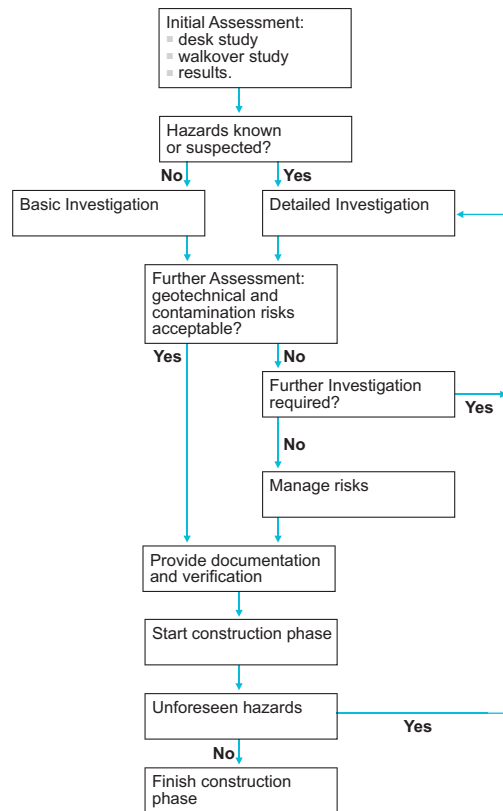 Initial Assessment:
desk study
walkover study
results.
Hazards known
or suspected?
No
Yes
Basic Investigation
Detailed Investigation
Further Assessment:
geotechnical and
contamination risks
acceptable?
Yes
No
Further Investigation
required?
Yes
No
Manage risks
Provide documentation
and verification
Start construction phase
Unforeseen hazards
Yes
No
Finish construction
phase